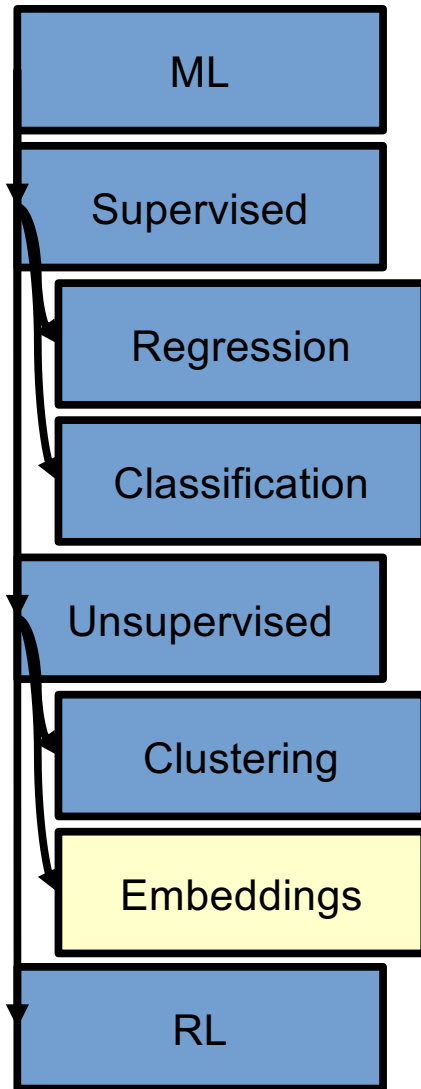 ML
Supervised
Regression
Classification
Unsupervised
Clustering
Embeddings
RL